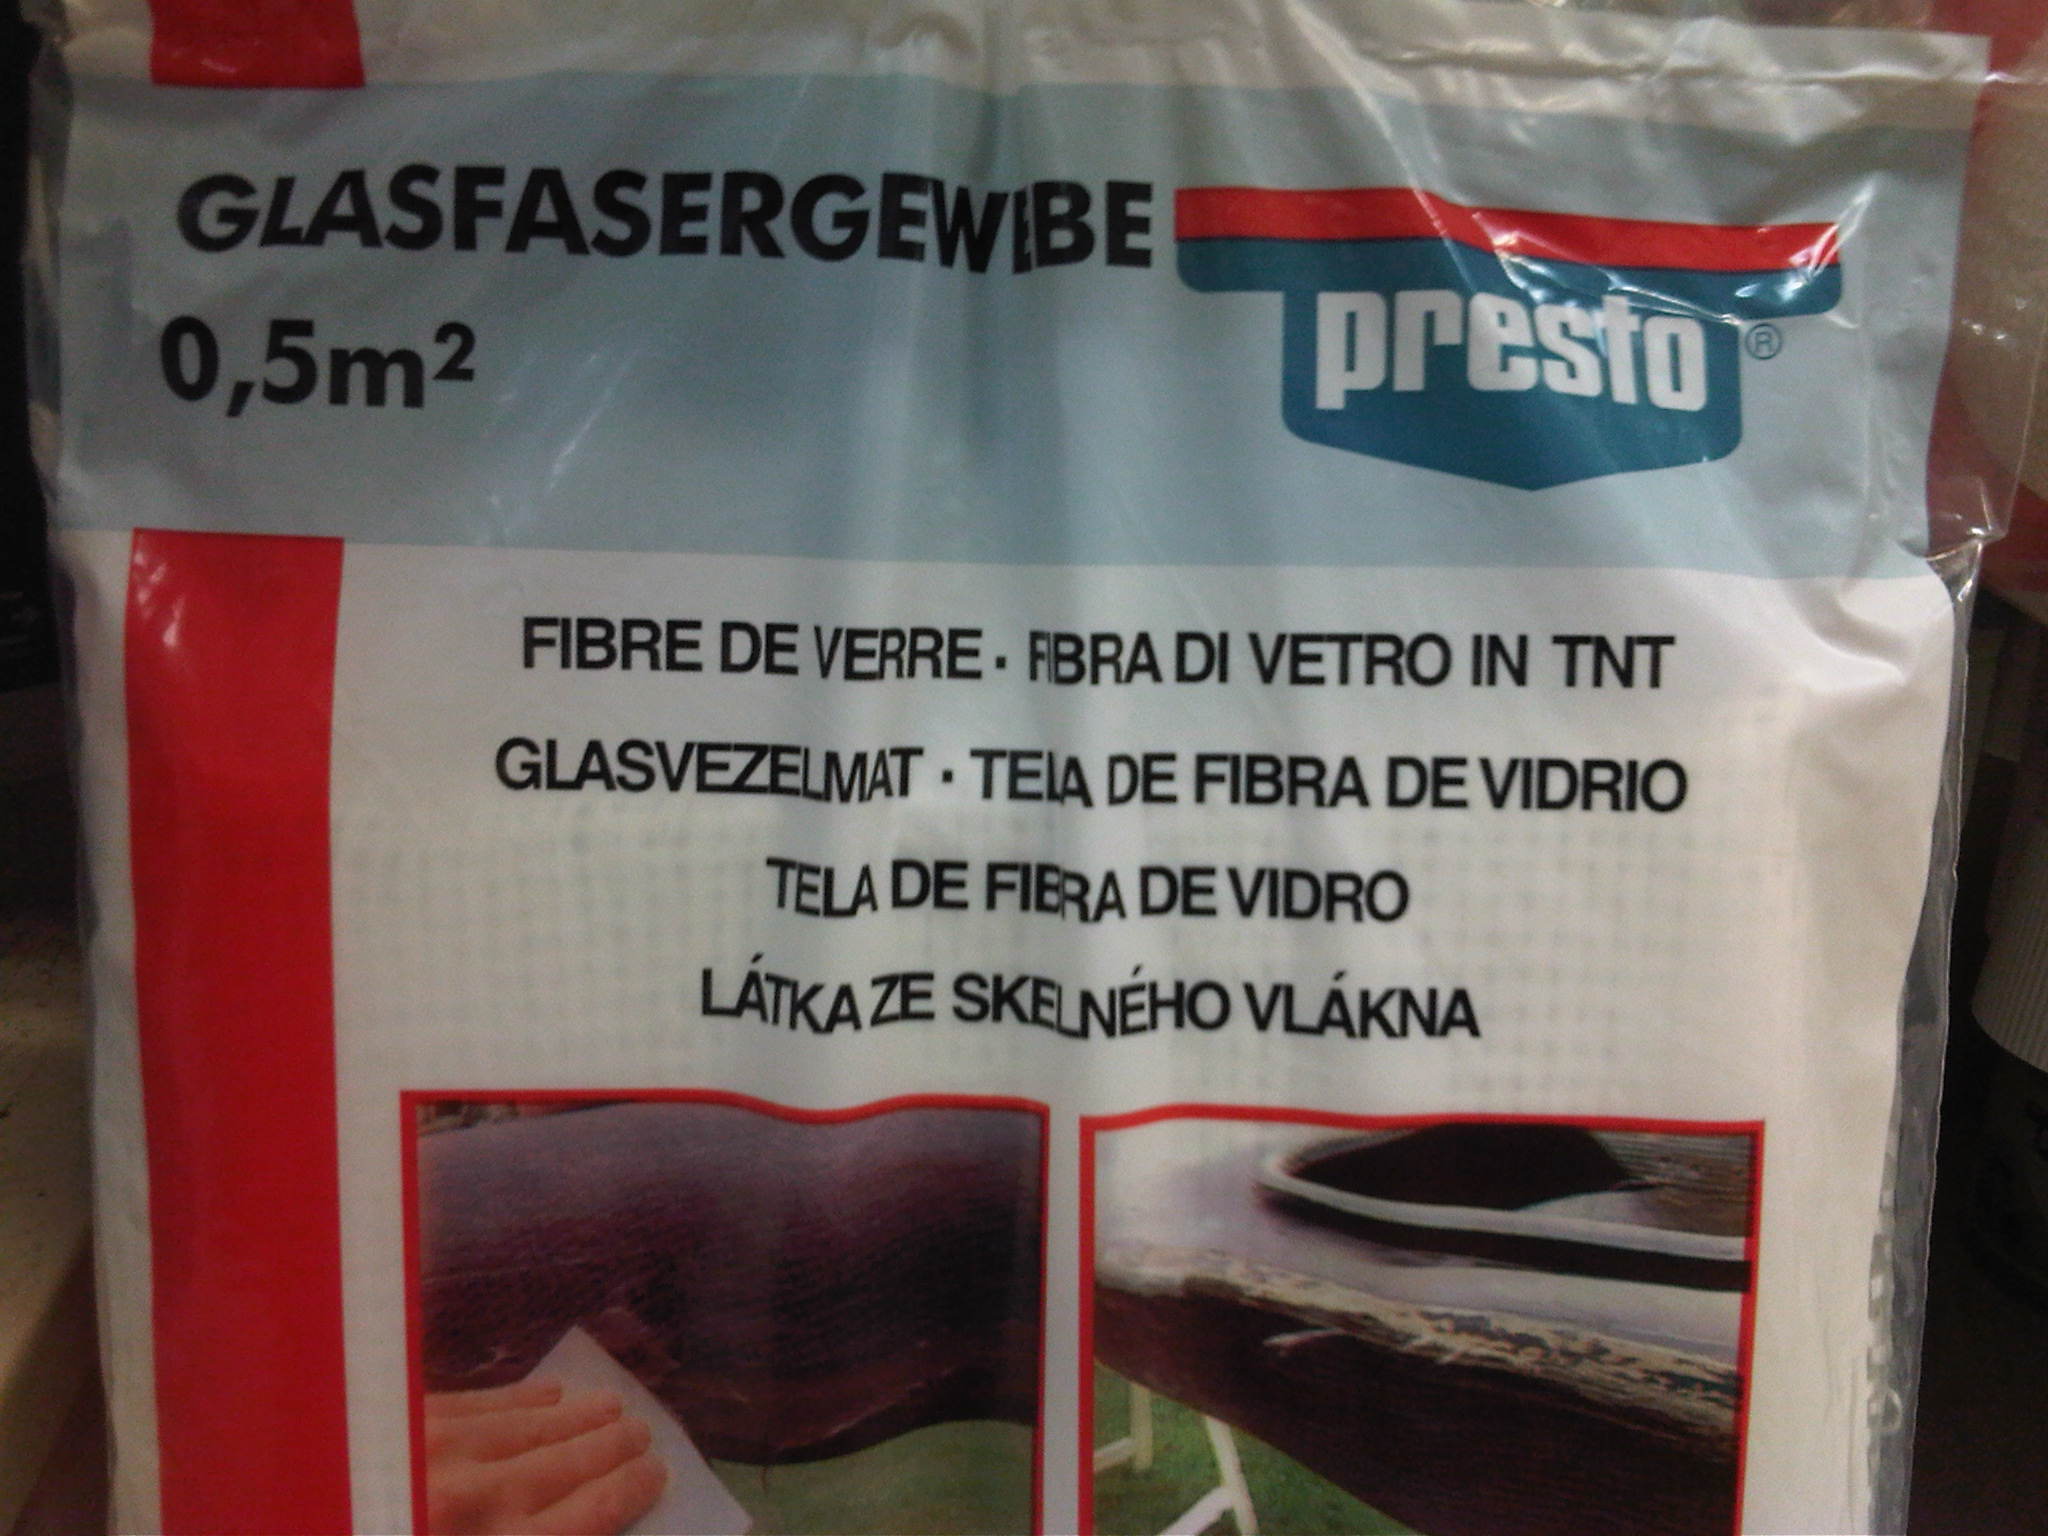 GLASFASERGEWEBE
presto ®
0,5m²
FIBRE DE VERRE · FIBRA DI VETRO IN TNT
GLASVEZELMAT · TELA DE FIBRA DE VIDRIO
TELA DE FIBRA DE VIDRO
LÁTKA ZE SKELNÉHO VLÁKNA